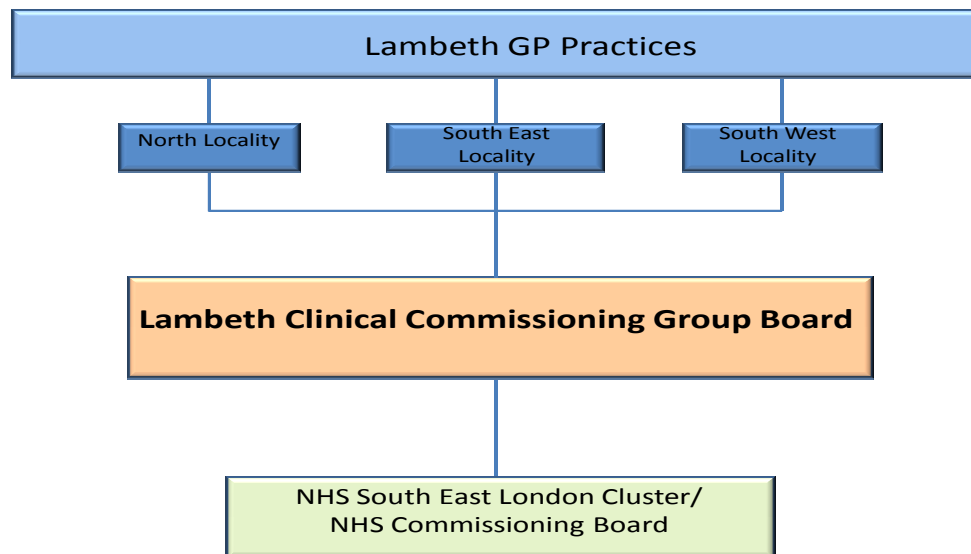 Lambeth GP Practices
North Locality
South East
Locality
South West
Locality
Lambeth Clinical Commissioning Group Board
NHS South East London Cluster/
NHS Commissioning Board